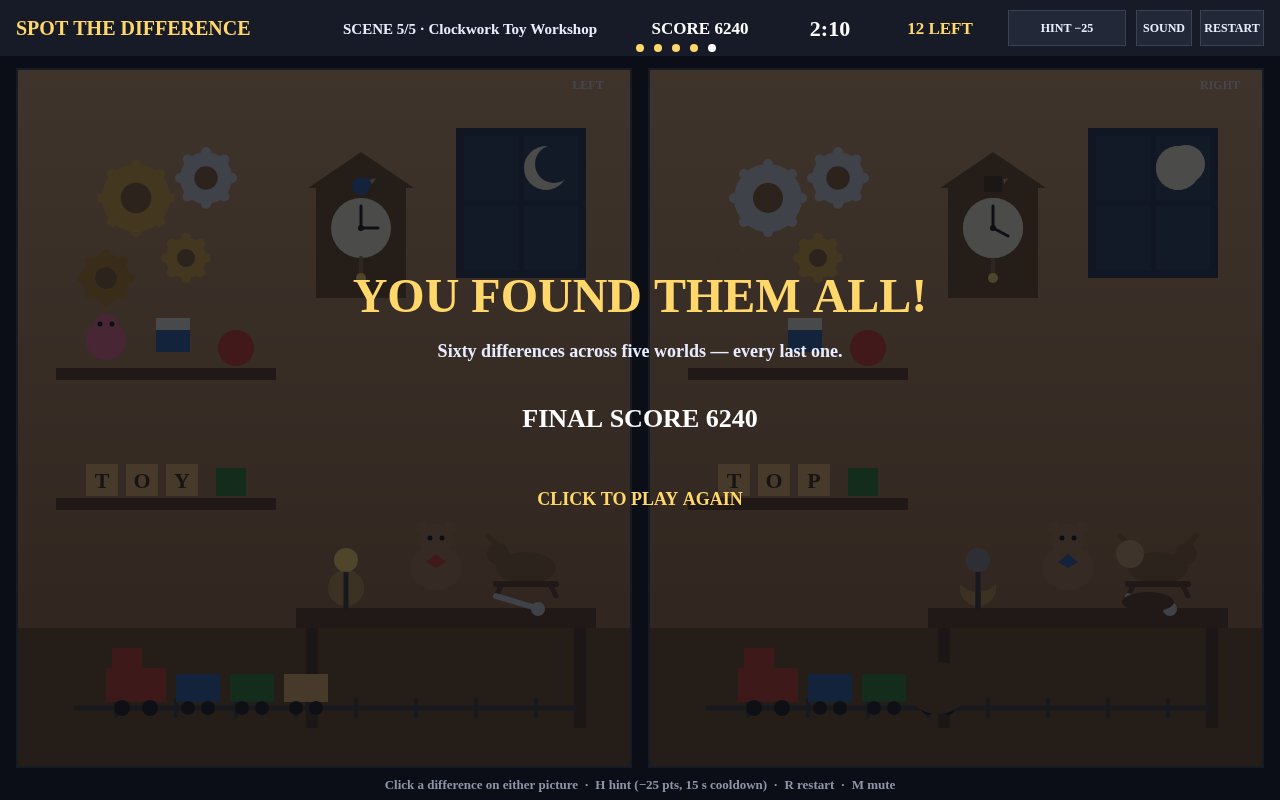 SPOT THE DIFFERENCE
SCENE 5/5 · Clockwork Toy Workshop
SCORE 6240
2:10
12 LEFT
HINT −25
SOUND
RESTART
LEFT
RIGHT
YOU FOUND THEM ALL!
Sixty differences across five worlds — every last one.
FINAL SCORE 6240
T O Y
T O P
CLICK TO PLAY AGAIN
Click a difference on either picture · H hint (−25 pts, 15 s cooldown) · R restart · M mute